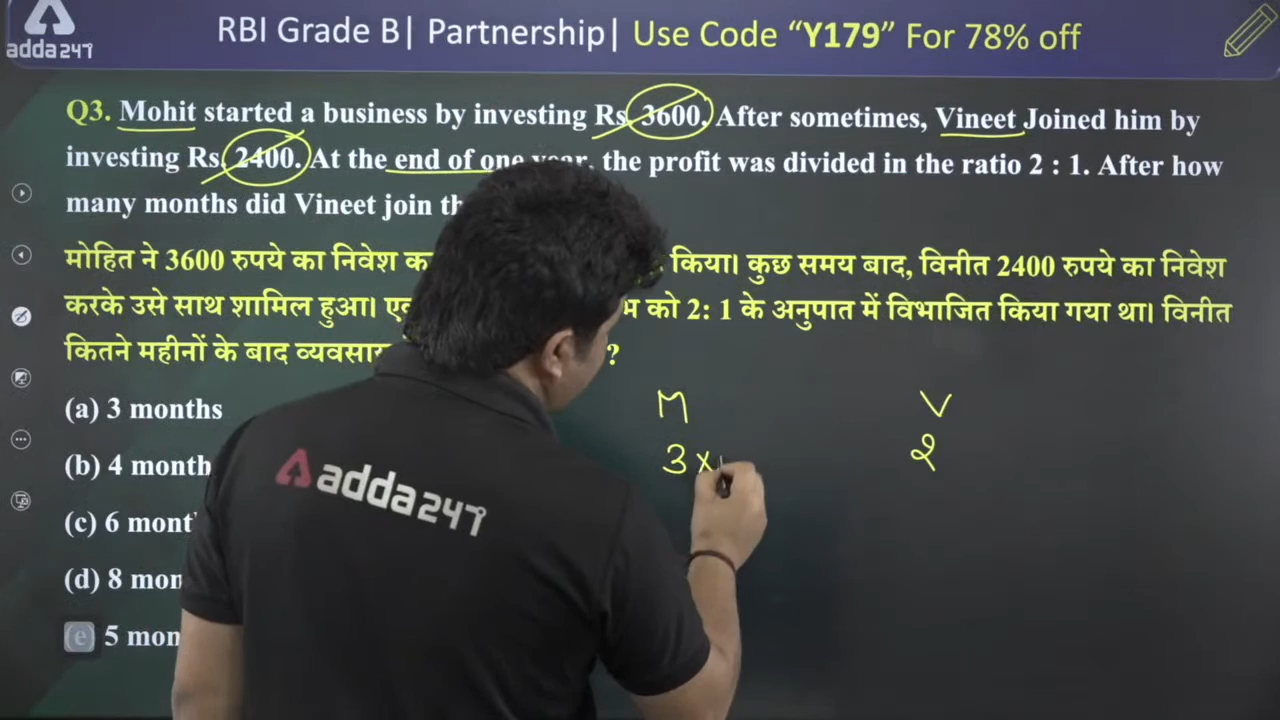 adda247
RBI Grade B| Partnership| Use Code “Y179” For 78% off
Q3. Mohit started a business by investing Rs. 3600. After sometimes, Vineet Joined him by
investing Rs. 2400. At the end of one year, the profit was divided in the ratio 2 : 1. After how
many months did Vineet join th
मोहित ने 3600 रुपये का निवेश क किया। कुछ समय बाद, विनीत 2400 रुपये का निवेश
करके उसे साथ शामिल हुआ। ए को 2: 1 के अनुपात में विभाजित किया गया था। विनीत
कितने महीनों के बाद व्यवसाय ?
(a) 3 months
(b) 4 month
(c) 6 mont
(d) 8 mon
(e) 5 mon
M V
3 x 2
adda247